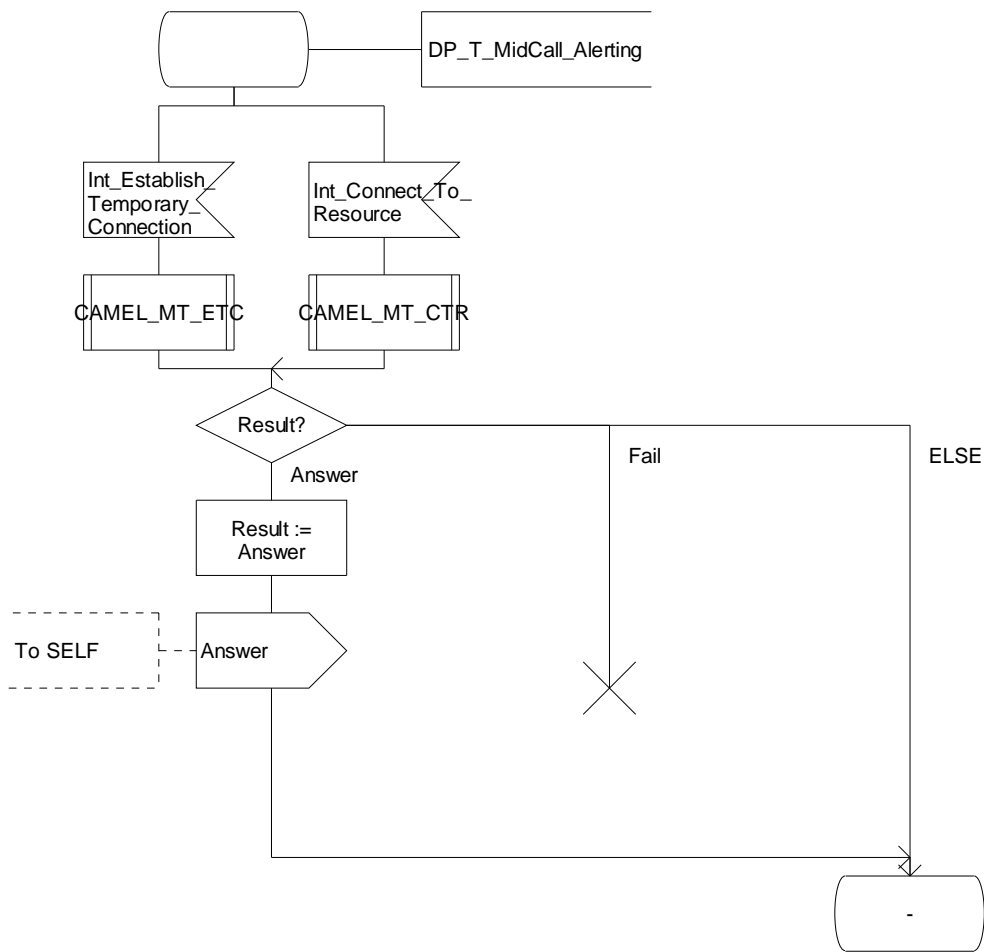 DP_T_MidCall_Alerting
Int_Establish_
Temporary_
Connection
Int_Connect_To_
Resource
CAMEL_MT_ETC
CAMEL_MT_CTR
Result?
Fail
ELSE
Answer
Result :=
Answer
To SELF
Answer
-